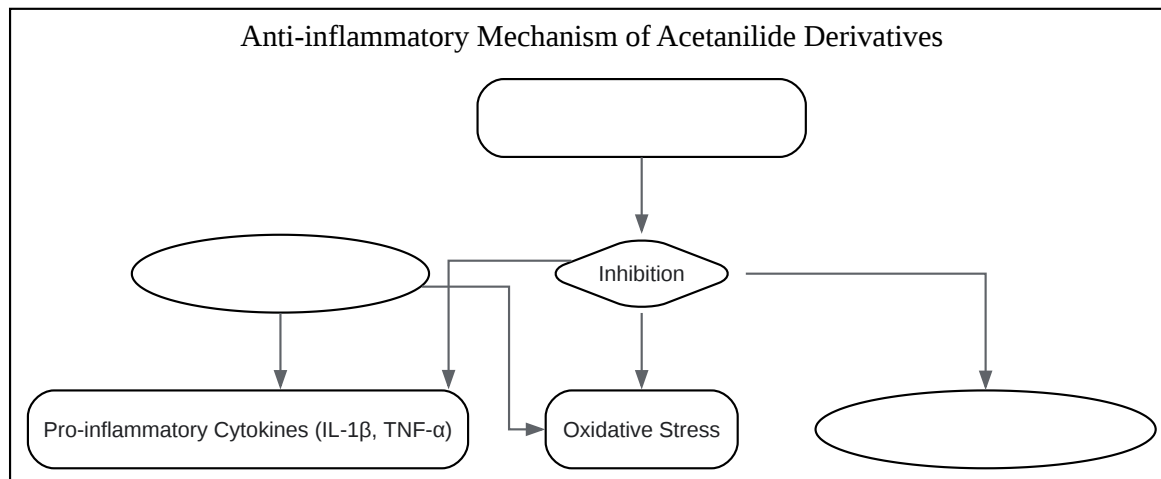 Anti-inflammatory Mechanism of Acetanilide Derivatives
Inhibition
Pro-inflammatory Cytokines (IL-1β, TNF-α)
Oxidative Stress